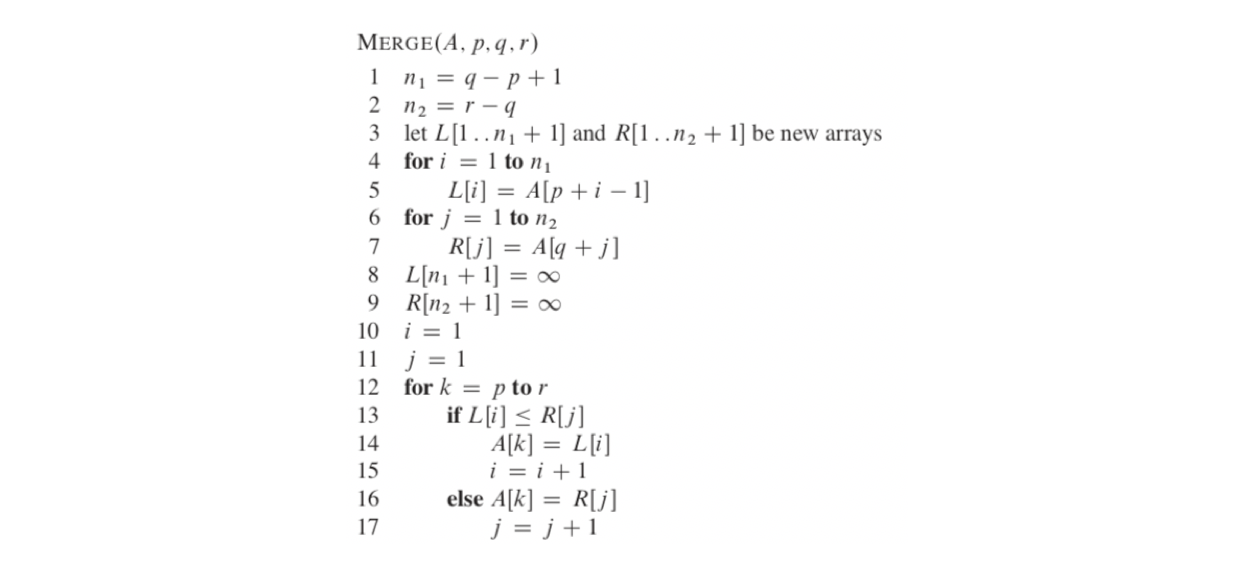 MERGE(A, p, q, r)
1 n₁ = q − p + 1
2 n₂ = r − q
3 let L[1 . . n₁ + 1] and R[1 . . n₂ + 1] be new arrays
4 for i = 1 to n₁
5 L[i] = A[p + i − 1]
6 for j = 1 to n₂
7 R[j] = A[q + j]
8 L[n₁ + 1] = ∞
9 R[n₂ + 1] = ∞
10 i = 1
11 j = 1
12 for k = p to r
13 if L[i] ≤ R[j]
14 A[k] = L[i]
15 i = i + 1
16 else A[k] = R[j]
17 j = j + 1